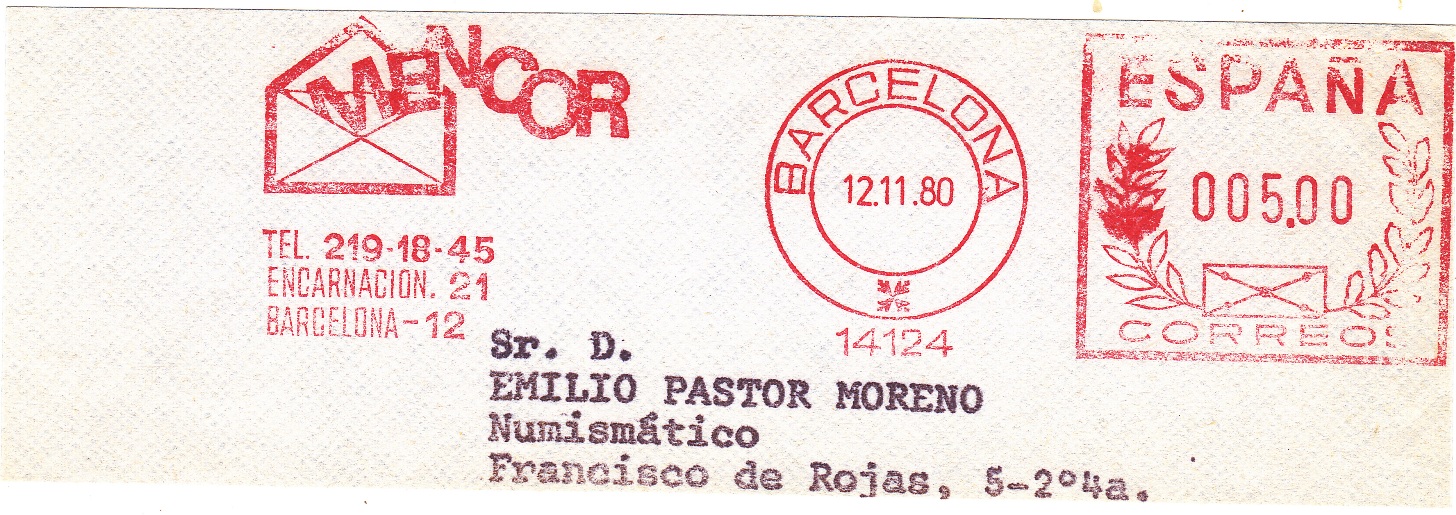 MENCOR
TEL. 219-18-45
ENCARNACION. 21
BARCELONA-12
BARCELONA
12.11.80
14124
ESPAÑA
005,00
CORREOS
Sr. D.
EMILIO PASTOR MORENO
Numismático
Francisco de Rojas, 5-2º4a.